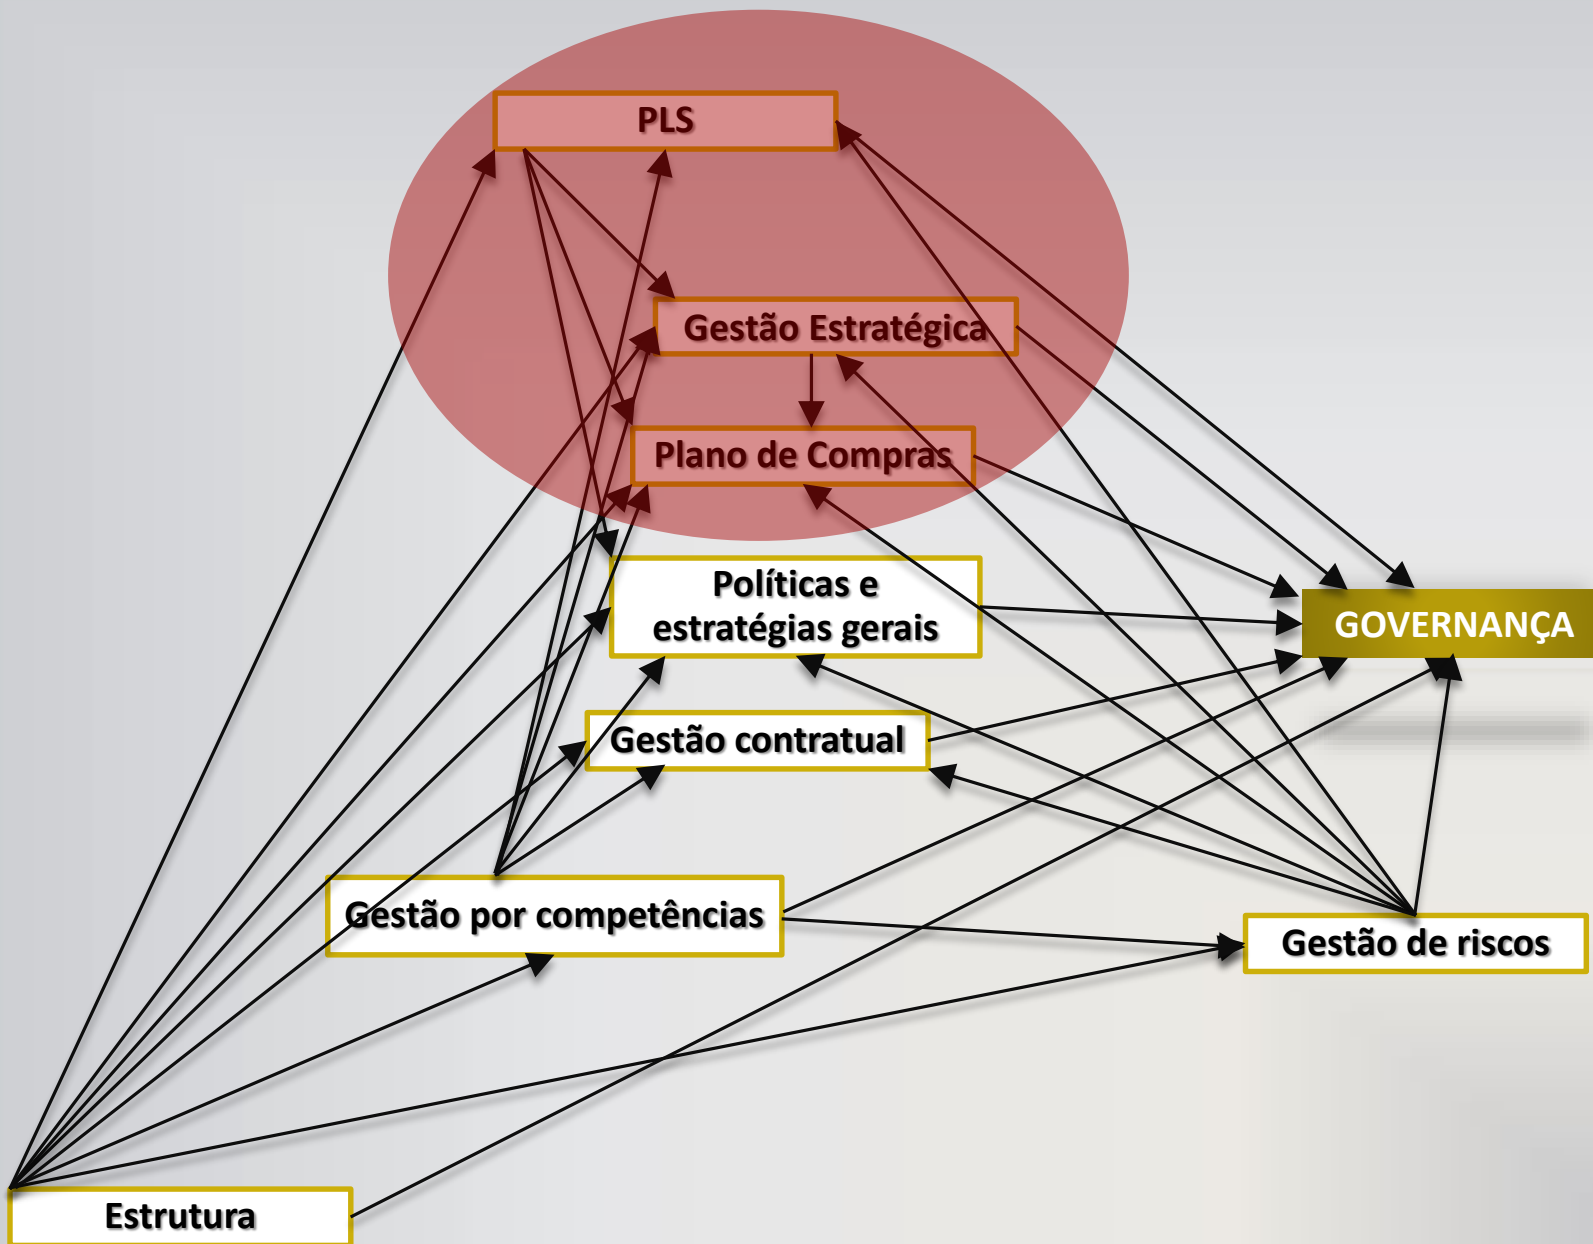 PLS
Gestão Estratégica
Plano de Compras
Políticas e
estratégias gerais
GOVERNANÇA
Gestão contratual
Gestão por competências
Gestão de riscos
Estrutura